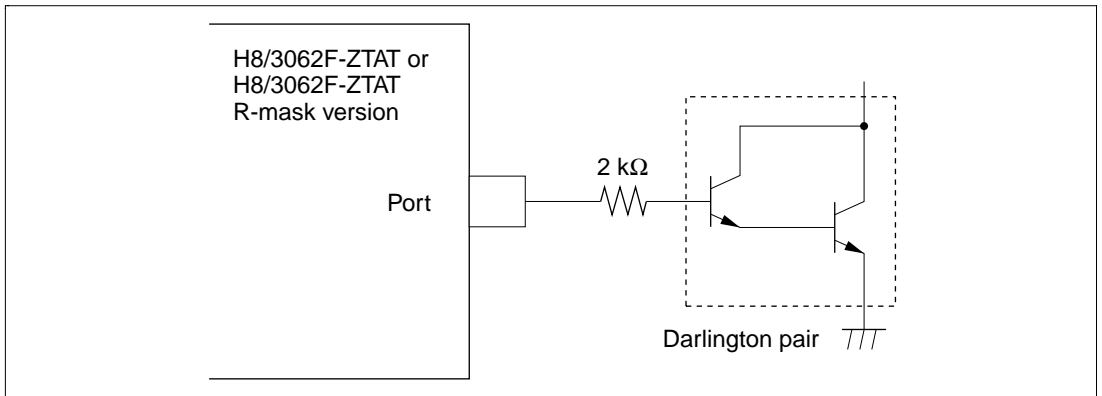 H8/3062F-ZTAT or
H8/3062F-ZTAT
R-mask version
Port
2 kΩ
Darlington pair